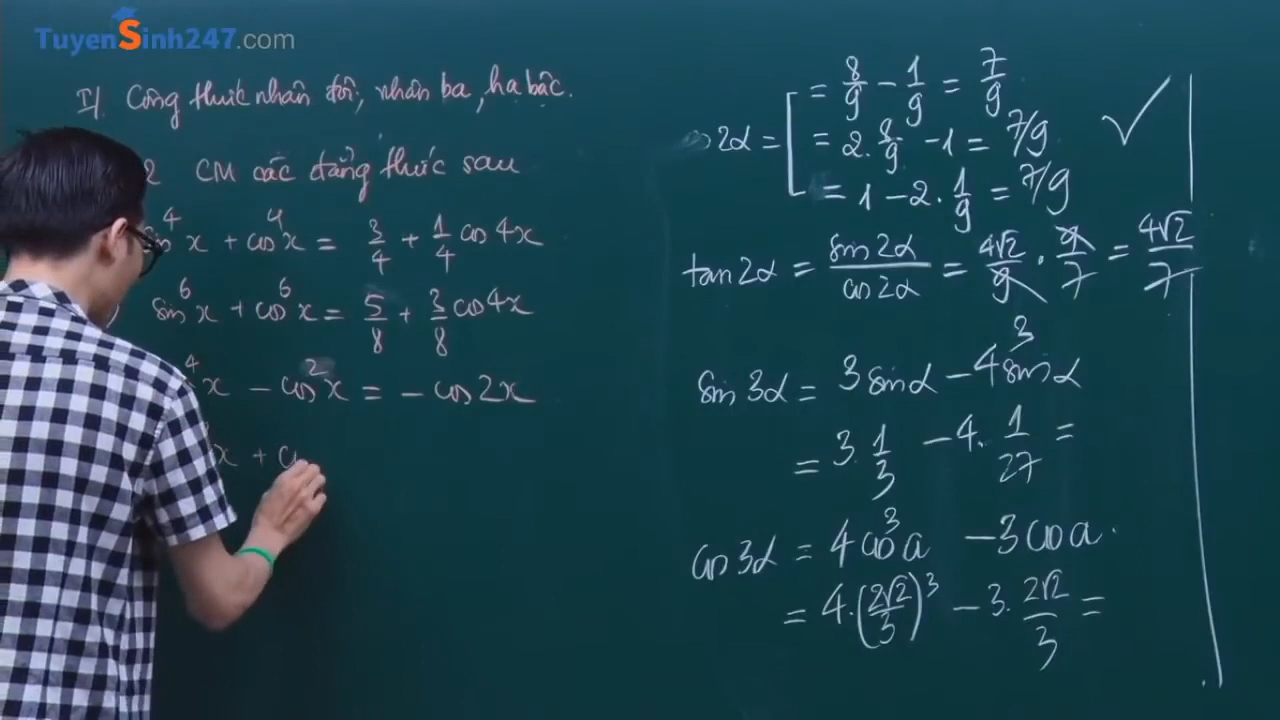 TuyenSinh247.com
I/ Công thức nhân đôi, nhân ba, hạ bậc.
2 CM các đẳng thức sau
sin⁴x + cos⁴x = 3/4 + 1/4 cos4x
sin⁶x + cos⁶x = 5/8 + 3/8 cos4x
⁴x - cos²x = - cos2x
x + c
2α = [ = 8/9 - 1/9 = 7/9
= 2. 8/9 - 1 = 7/9
= 1 - 2. 1/9 = 7/9
tan2α = sin2α/cos2α = 4√2/9 . 9/7 = 4√2/7
sin3α = 3sinα - 4sin³α
= 3. 1/3 - 4. 1/27 =
cos3α = 4cos³a - 3cosa.
= 4.(2√2/3)³ - 3. 2√2/3 =